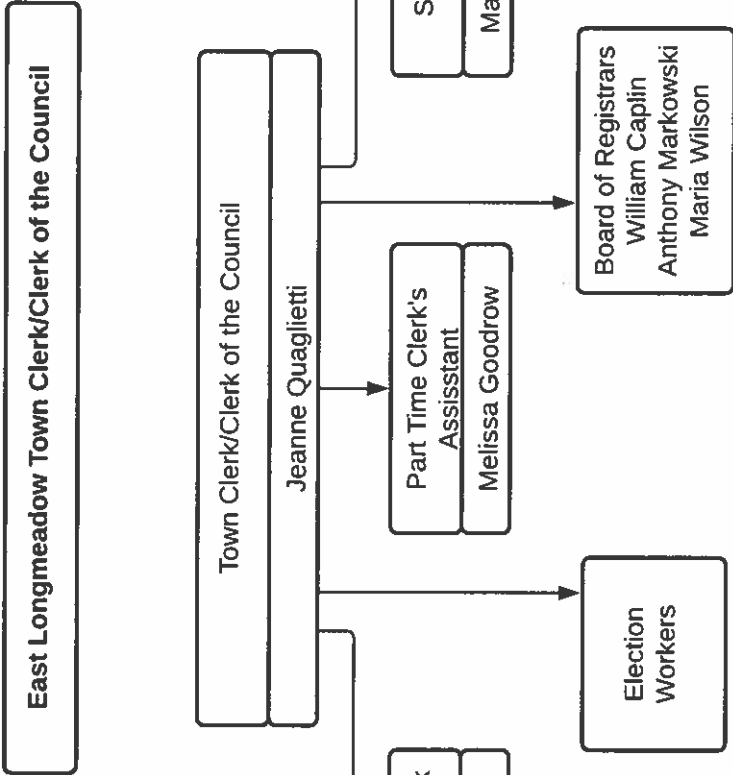 East Longmeadow Town Clerk/Clerk of the Council
Town Clerk/Clerk of the Council
Jeanne Quaglietti
Part Time Clerk's
Assisstant
Melissa Goodrow
Election
Workers
Board of Registrars
William Caplin
Anthony Markowski
Maria Wilson